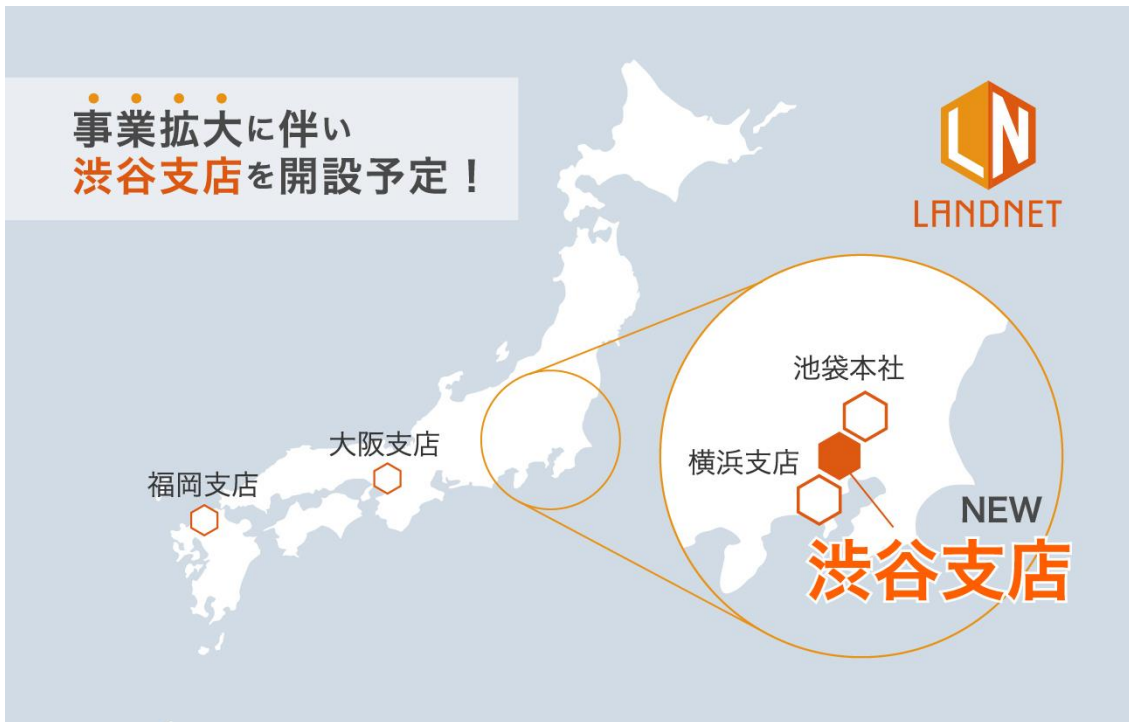 事業拡大に伴い
渋谷支店を開設予定！
LN
LANDNET
池袋本社
大阪支店
横浜支店
福岡支店
NEW
渋谷支店